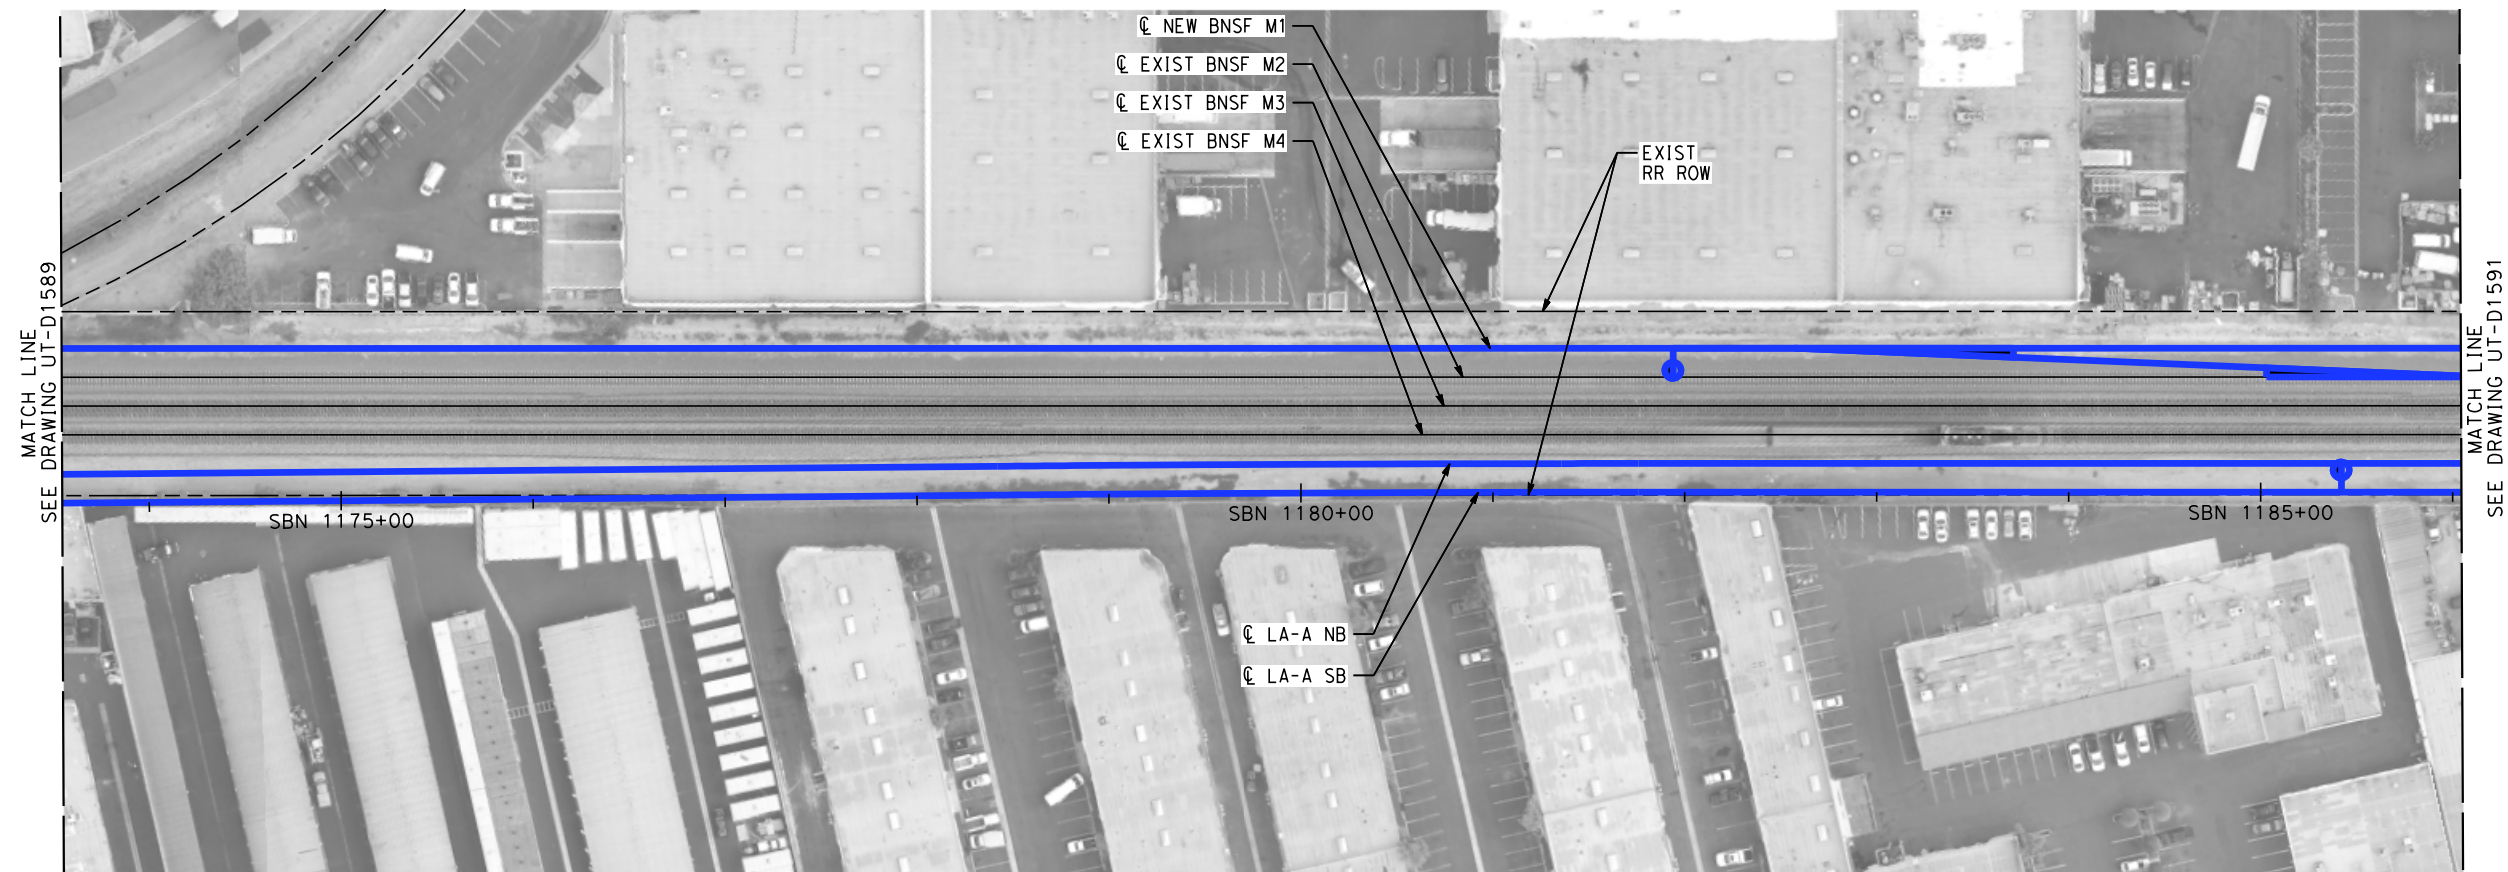 ℄ NEW BNSF M1
℄ EXIST BNSF M2
℄ EXIST BNSF M3
℄ EXIST BNSF M4
EXIST
RR ROW
MATCH LINE
SEE DRAWING UT-D1589
MATCH LINE
SEE DRAWING UT-D1591
SBN 1175+00
SBN 1180+00
SBN 1185+00
℄ LA-A NB
℄ LA-A SB